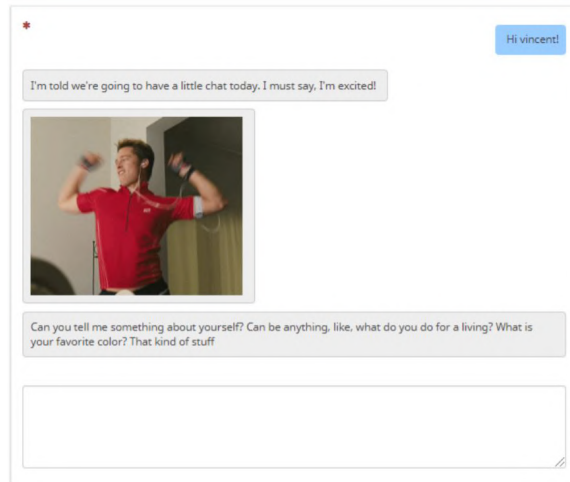 *
Hi vincent!
I'm told we're going to have a little chat today. I must say, I'm excited!
Can you tell me something about yourself? Can be anything, like, what do you do for a living? What is
your favorite color? That kind of stuff